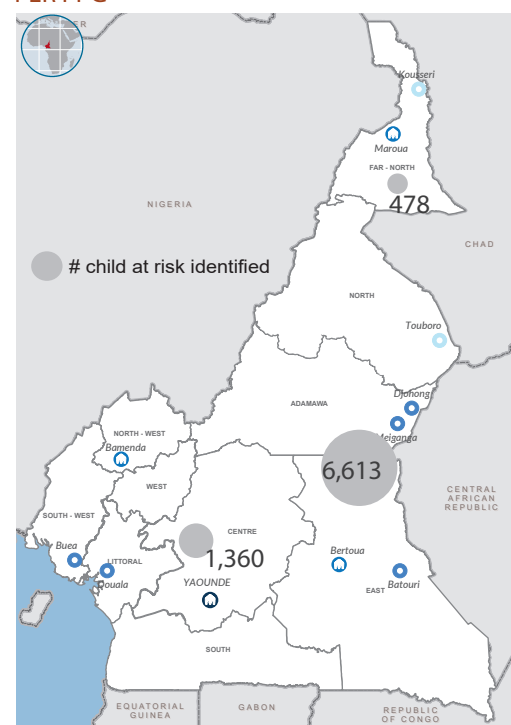 Kousseri
Maroua
FAR - NORTH
478
NIGERIA
CHAD
# child at risk identified
NORTH
Touboro
Djohong
ADAMAWA
Meiganga
NORTH - WEST
Bamenda
6,613
WEST
CENTRAL
AFRICAN
REPUBLIC
SOUTH - WEST
CENTRE
Buea
LITTORAL
1,360
Bertoua
Douala
YAOUNDE
EAST
Batouri
SOUTH
EQUATORIAL
GUINEA
GABON
REPUBLIC
OF CONGO